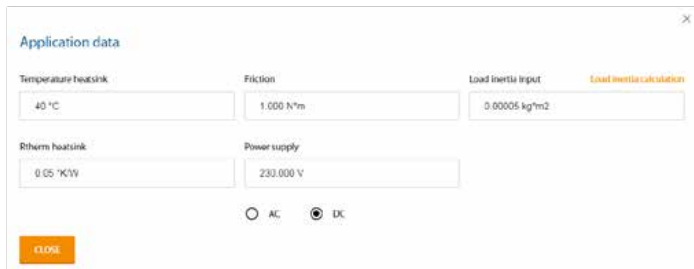 ×
Application data
Temperature heatsink Friction Load inertia input Load inertia calculation
40 °C 1.000 N*m 0.00005 kg*m2
Rtherm heatsink Power supply
0.05 °K/W 230.000 V
AC DC
CLOSE